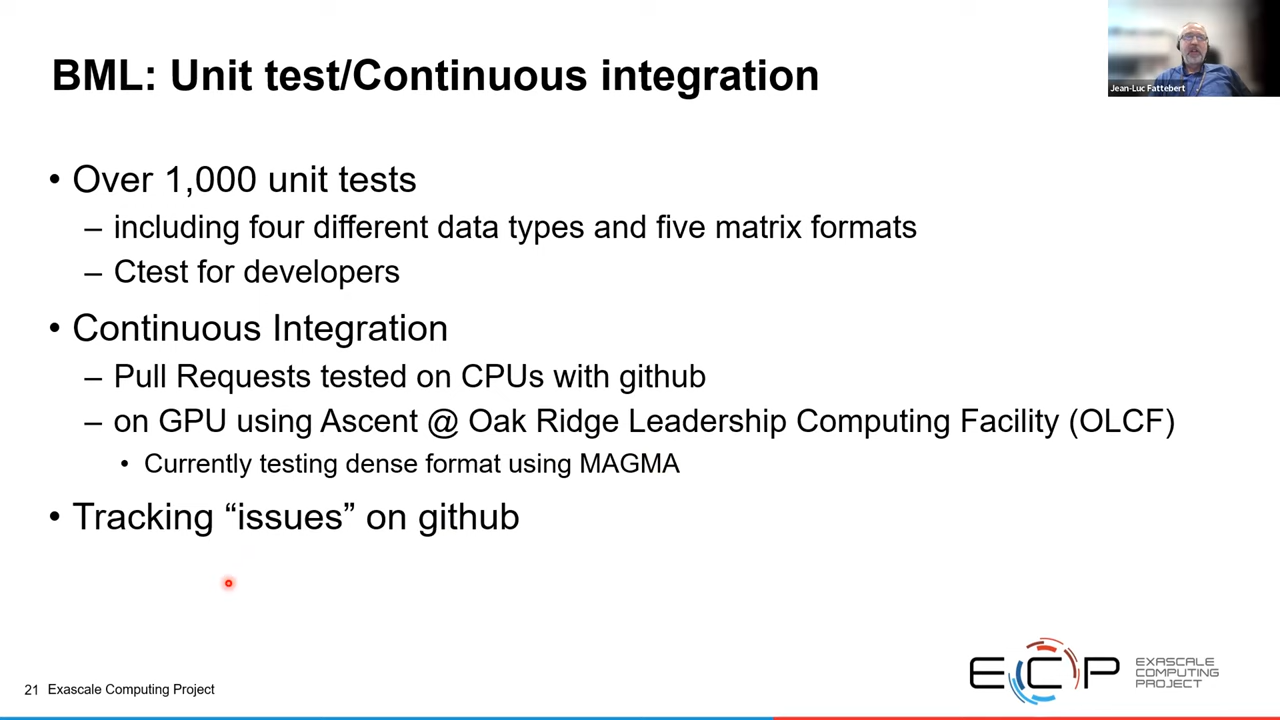 BML: Unit test/Continuous integration
Jean-Luc Fattebert
• Over 1,000 unit tests
– including four different data types and five matrix formats
– Ctest for developers
• Continuous Integration
– Pull Requests tested on CPUs with github
– on GPU using Ascent @ Oak Ridge Leadership Computing Facility (OLCF)
• Currently testing dense format using MAGMA
• Tracking “issues” on github
21 Exascale Computing Project
ECP
EXASCALE
COMPUTING
PROJECT